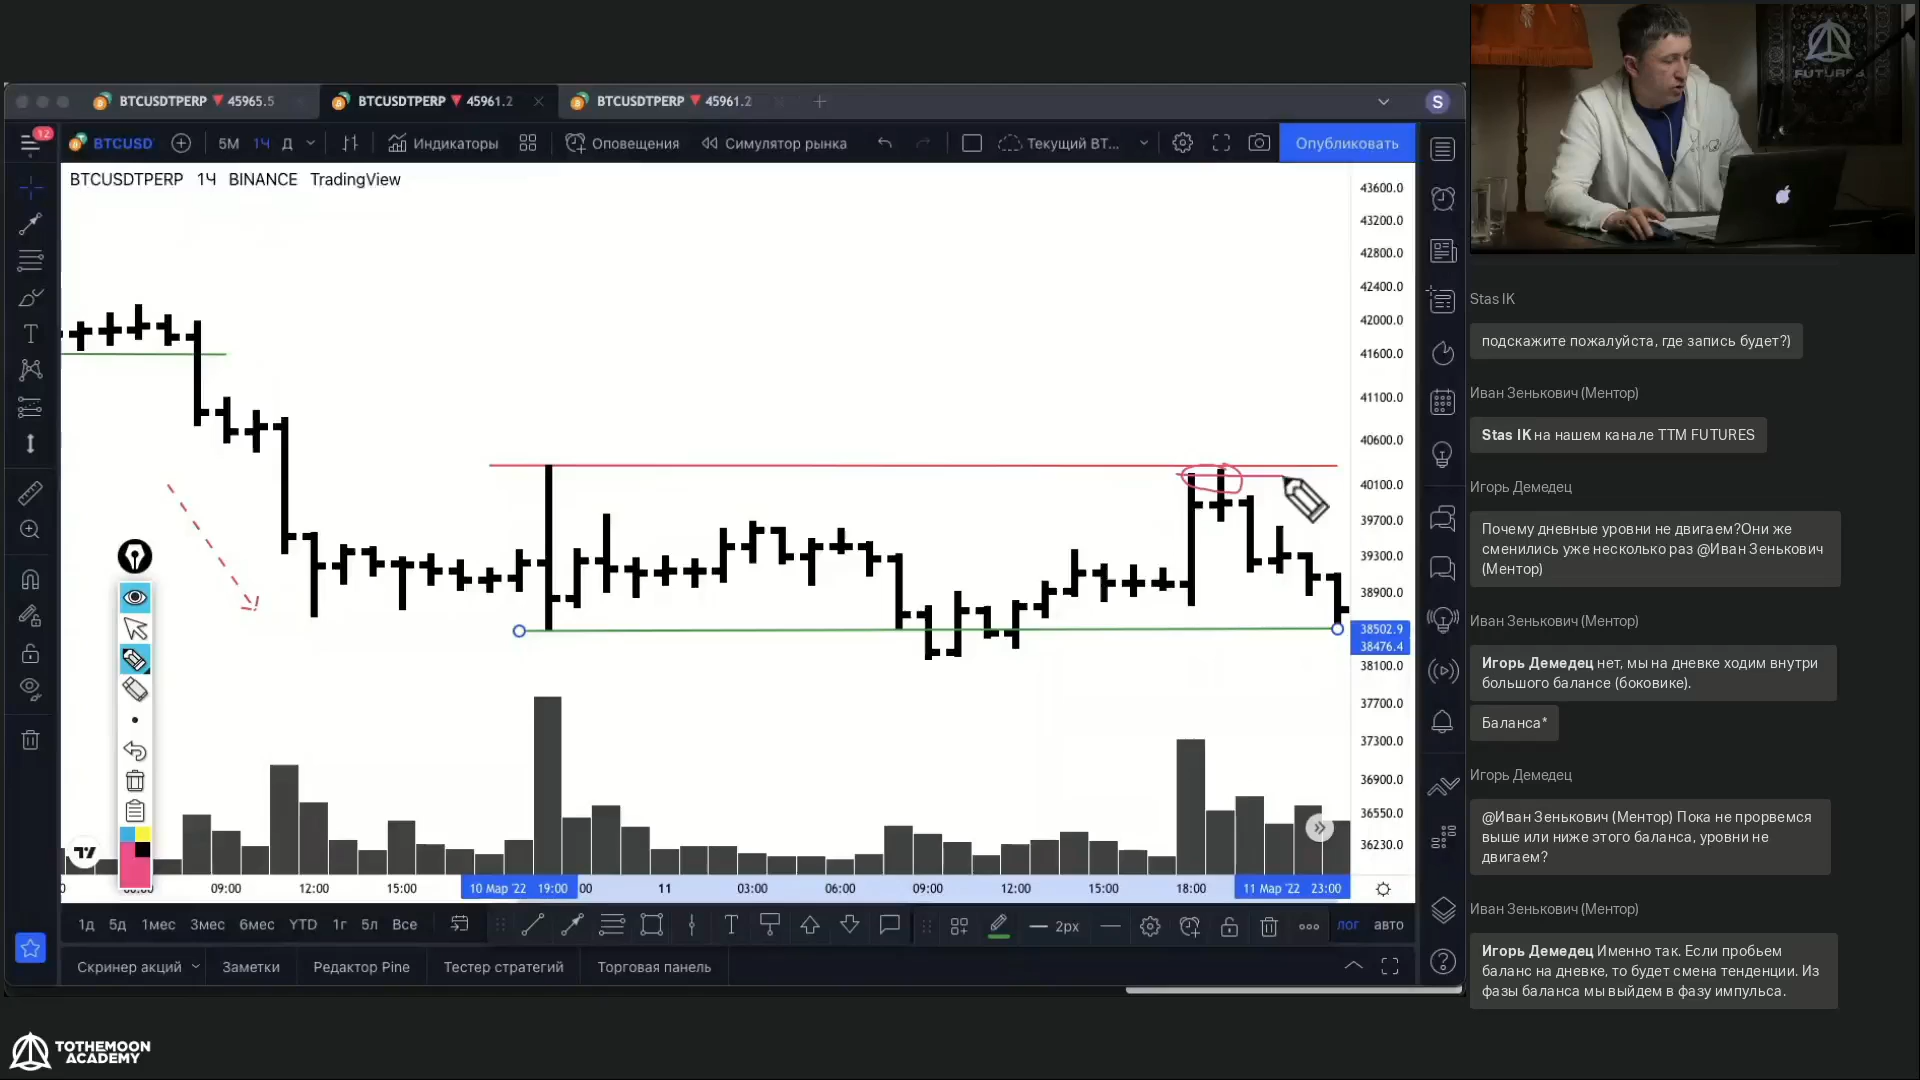 BTCUSDTPERP 45965.5
BTCUSDTPERP 45961.2
BTCUSDTPERP 45961.2
S
FUTURES
12
BTCUSD
5М
1Ч
Д
Индикаторы
Оповещения
Симулятор рынка
Текущий BT...
Опубликовать
BTCUSDTPERP 1Ч BINANCE TradingView
43600.0
43200.0
42800.0
42400.0
42000.0
41600.0
41100.0
40600.0
40100.0
39700.0
39300.0
38900.0
38502.9
38476.4
38100.0
37700.0
37300.0
36900.0
36550.0
36230.0
09:00
12:00
15:00
10 Мар '22 19:00
00
11
03:00
06:00
09:00
12:00
15:00
18:00
11 Мар '22 23:00
1д
5д
1мес
3мес
6мес
YTD
1г
5л
Все
2px
лог
авто
Скринер акций
Заметки
Редактор Pine
Тестер стратегий
Торговая панель
TOTHEMOON
ACADEMY
Stas IK
подскажите пожалуйста, где запись будет?)
Иван Зенькович (Ментор)
Stas IK на нашем канале TTM FUTURES
Игорь Демедец
Почему дневные уровни не двигаем?Они же
сменились уже несколько раз @Иван Зенькович
(Ментор)
Иван Зенькович (Ментор)
Игорь Демедец нет, мы на дневке ходим внутри
большого балансе (боковике).
Баланса*
Игорь Демедец
@Иван Зенькович (Ментор) Пока не прорвемся
выше или ниже этого баланса, уровни не
двигаем?
Иван Зенькович (Ментор)
Игорь Демедец Именно так. Если пробьем
баланс на дневке, то будет смена тенденции. Из
фазы баланса мы выйдем в фазу импульса.